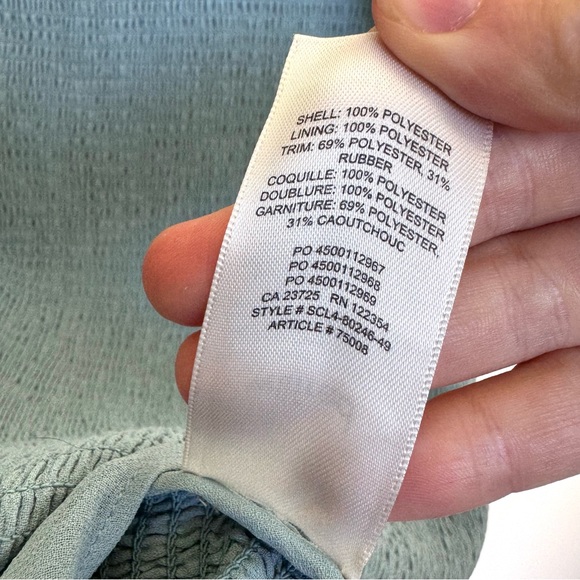 SHELL: 100% POLYESTER
LINING: 100% POLYESTER
TRIM: 69% POLYESTER, 31%
RUBBER
COQUILLE: 100% POLYESTER
DOUBLURE: 100% POLYESTER
GARNITURE: 69% POLYESTER,
31% CAOUTCHOUC
PO 4500112967
PO 4500112968
PO 4500112969
CA 23725 RN 122354
STYLE # SCL4-80246-49
ARTICLE # 75008